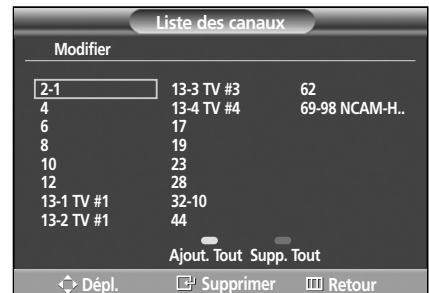 Liste des canaux
Modifier
2-1 13-3 TV #3 62
4 13-4 TV #4 69-98 NCAM-H..
6 17
8 19
10 23
12 28
13-1 TV #1 32-10
13-2 TV #1 44
Ajout. Tout Supp. Tout
Dépl. Supprimer Retour